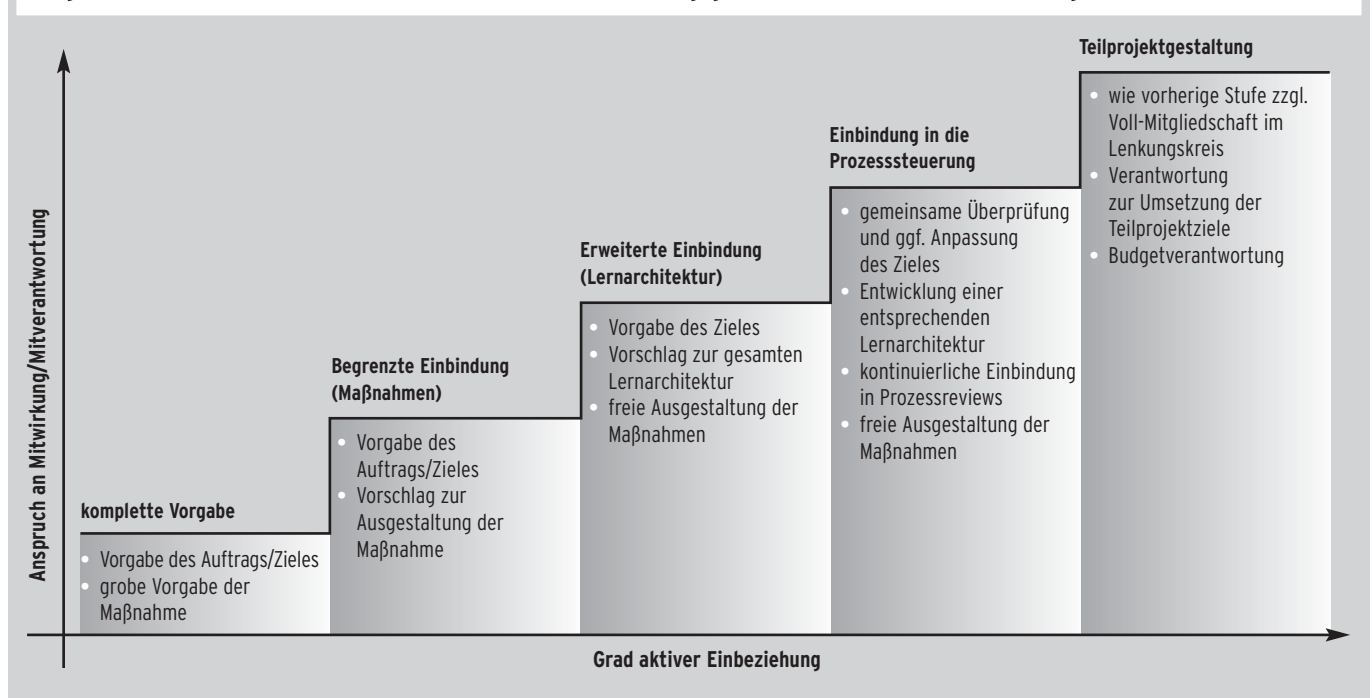 Teilprojektgestaltung
• wie vorherige Stufe zzgl.
Voll-Mitgliedschaft im
Lenkungskreis
• Verantwortung
zur Umsetzung der
Teilprojektziele
• Budgetverantwortung
Einbindung in die
Prozesssteuerung
• gemeinsame Überprüfung
und ggf. Anpassung
des Zieles
• Entwicklung einer
entsprechenden
Lernarchitektur
• kontinuierliche Einbindung
in Prozessreviews
• freie Ausgestaltung der
Maßnahmen
Erweiterte Einbindung
(Lernarchitektur)
• Vorgabe des Zieles
• Vorschlag zur gesamten
Lernarchitektur
• freie Ausgestaltung der
Maßnahmen
Begrenzte Einbindung
(Maßnahmen)
• Vorgabe des
Auftrags/Zieles
• Vorschlag zur
Ausgestaltung der
Maßnahme
komplette Vorgabe
• Vorgabe des Auftrags/Zieles
• grobe Vorgabe der
Maßnahme
Anspruch an Mitwirkung/Mitverantwortung
Grad aktiver Einbeziehung